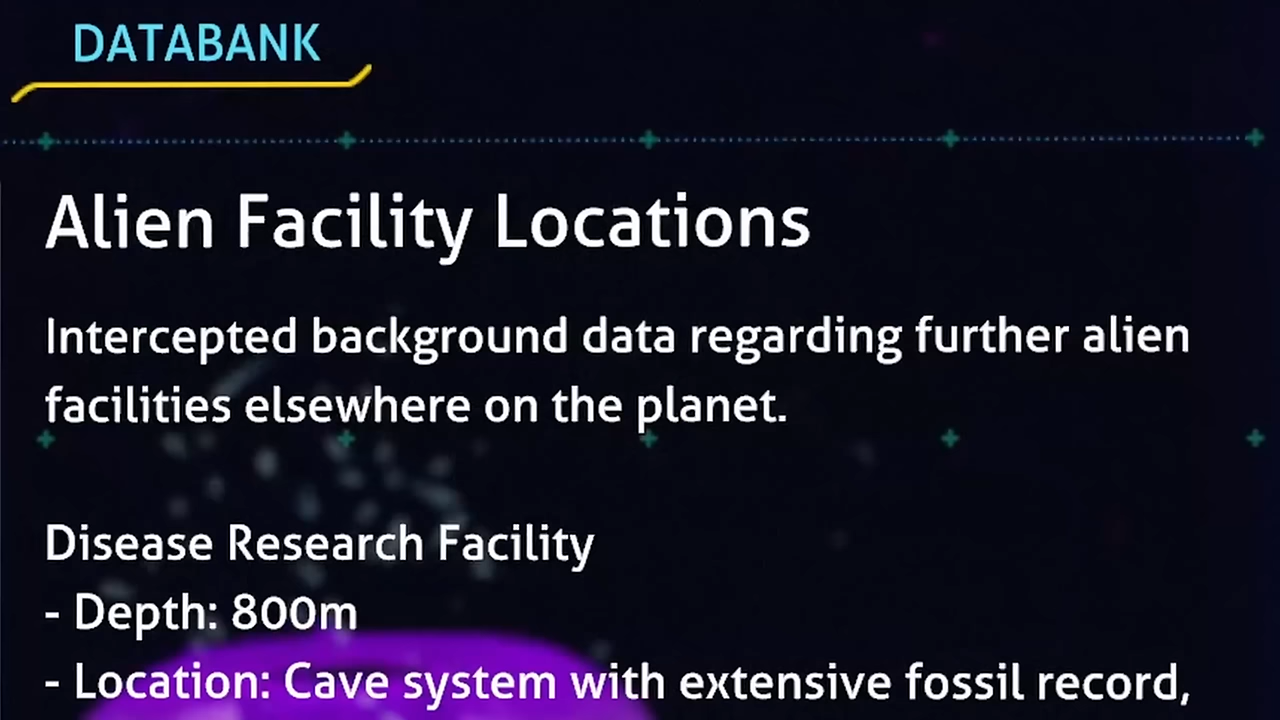 DATABANK
Alien Facility Locations
Intercepted background data regarding further alien
facilities elsewhere on the planet.
Disease Research Facility
- Depth: 800m
- Location: Cave system with extensive fossil record,